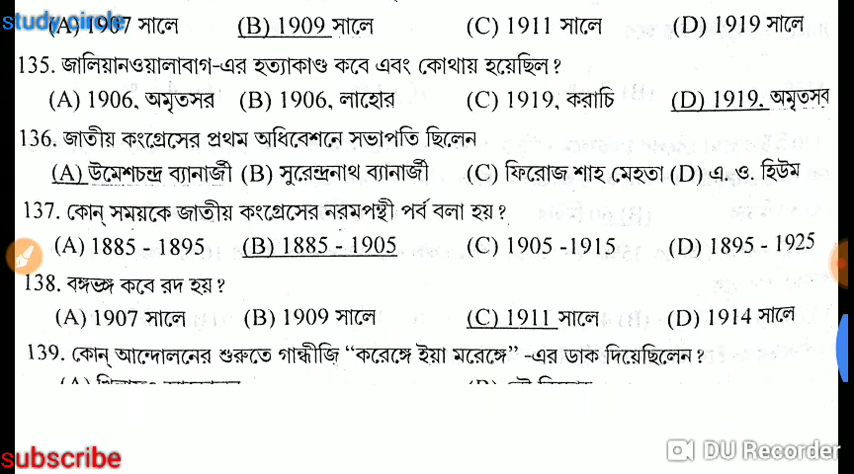 study circle
(A) 1907 সালে (B) 1909 সালে (C) 1911 সালে (D) 1919 সালে
135. জালিয়ানওয়ালাবাগ-এর হত্যাকাণ্ড কবে এবং কোথায় হয়েছিল?
(A) 1906, অমৃতসর (B) 1906, লাহোর (C) 1919, করাচি (D) 1919, অমৃতসর
136. জাতীয় কংগ্রেসের প্রথম অধিবেশনে সভাপতি ছিলেন
(A) উমেশচন্দ্র ব্যানার্জী (B) সুরেন্দ্রনাথ ব্যানার্জী (C) ফিরোজ শাহ মেহতা (D) এ. ও. হিউম
137. কোন্ সময়কে জাতীয় কংগ্রেসের নরমপন্থী পর্ব বলা হয়?
(A) 1885 - 1895 (B) 1885 - 1905 (C) 1905 -1915 (D) 1895 - 1925
138. বঙ্গভঙ্গ কবে রদ হয়?
(A) 1907 সালে (B) 1909 সালে (C) 1911 সালে (D) 1914 সালে
139. কোন্ আন্দোলনের শুরুতে গান্ধীজি “করেঙ্গে ইয়া মরেঙ্গে” -এর ডাক দিয়েছিলেন?
subscribe
DU Recorder